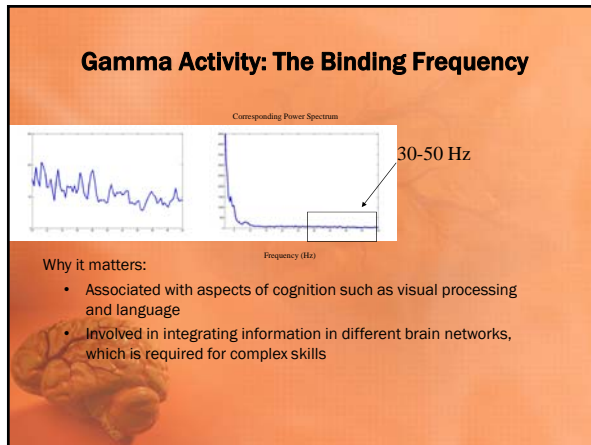 Gamma Activity: The Binding Frequency
Corresponding Power Spectrum
30-50 Hz
Frequency (Hz)
Why it matters:
• Associated with aspects of cognition such as visual processing
and language
• Involved in integrating information in different brain networks,
which is required for complex skills